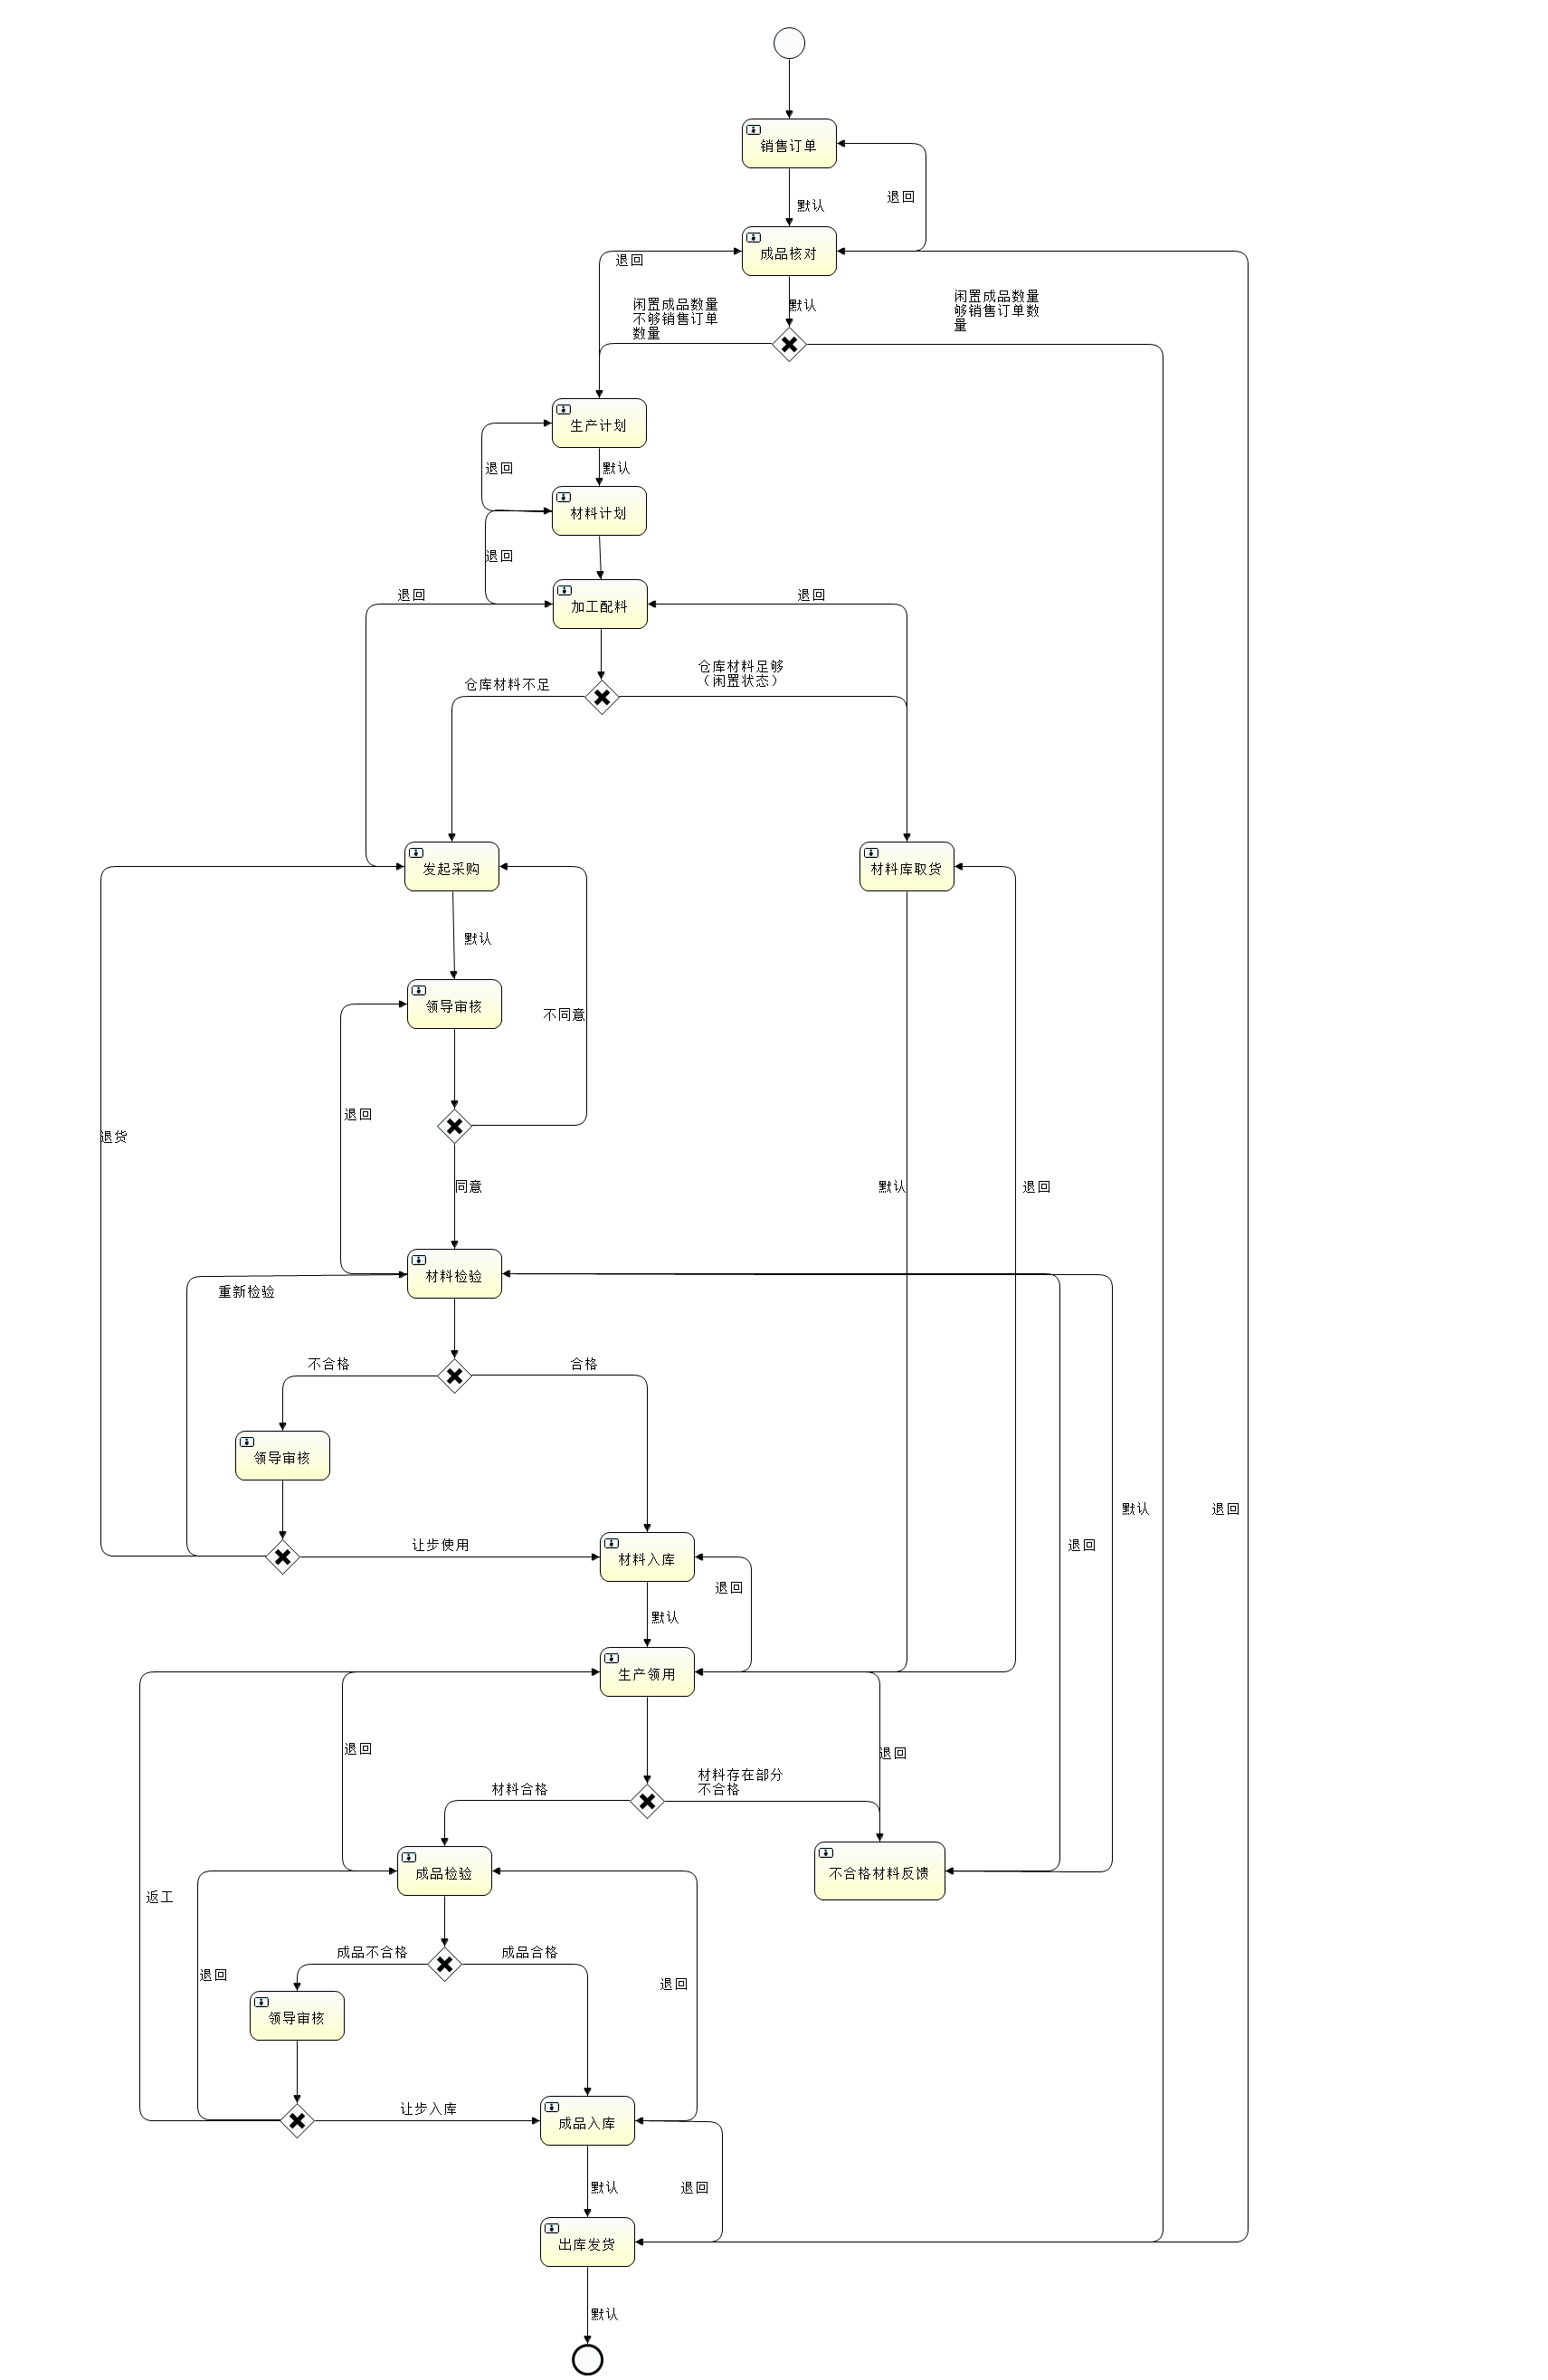 销售订单
退回
默认
成品核对
退回
闲置成品数量
不够销售订单
数量
默认
闲置成品数量
够销售订单数
量
生产计划
退回
默认
材料计划
退回
退回
加工配料
退回
仓库材料不足
仓库材料足够
（闲置状态）
发起采购
材料库取货
默认
领导审核
不同意
退回
退货
同意
默认
退回
材料检验
重新检验
不合格
合格
领导审核
默认
退回
退回
让步使用
材料入库
退回
默认
生产领用
退回
退回
材料合格
材料存在部分
不合格
成品检验
不合格材料反馈
返工
成品不合格
成品合格
退回
退回
领导审核
让步入库
成品入库
默认
退回
出库发货
默认